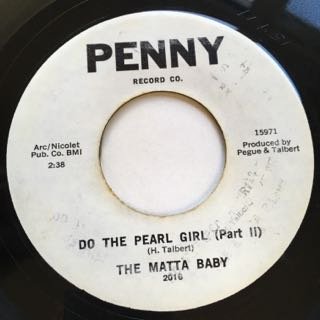 PENNY
RECORD CO.
Arc/Nicolet
Pub. Co. BMI
2:38
15971
Produced by
Pegue & Talbert
DO THE PEARL GIRL (Part II)
(H. Talbert)
THE MATTA BABY
2016